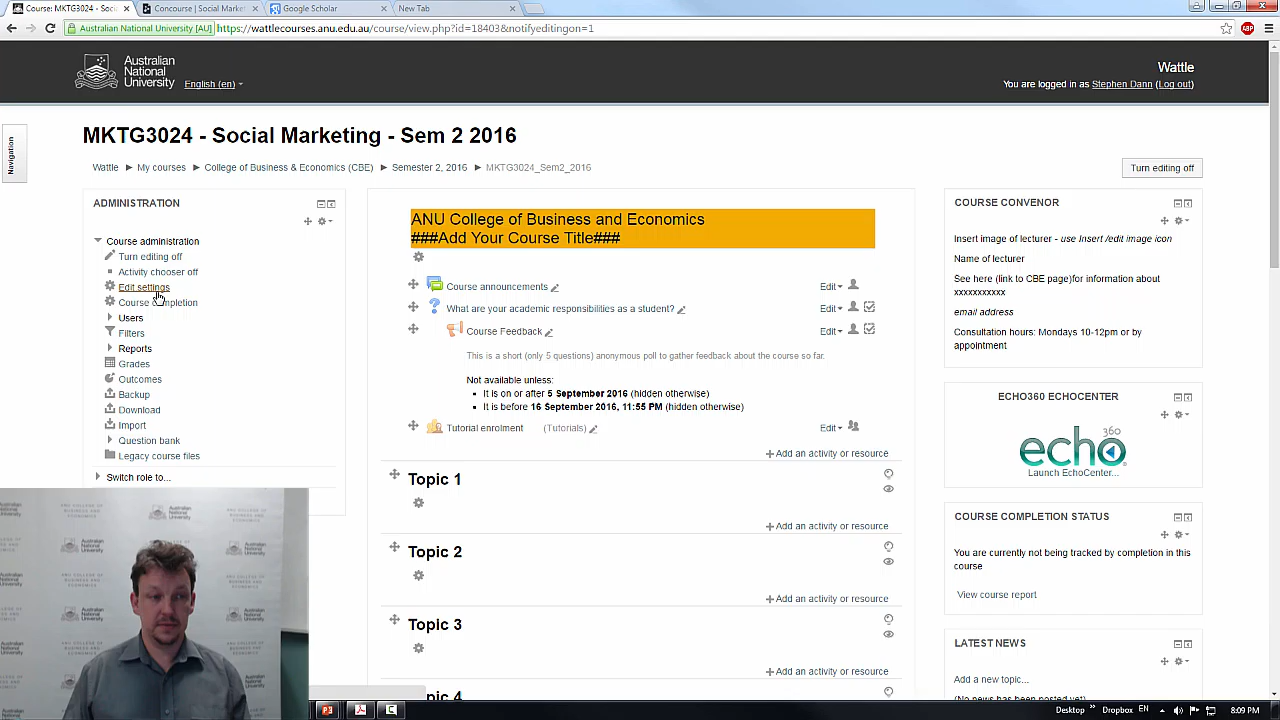 Course: MKTG3024 - Soci
Concourse | Social Market
Google Scholar
New Tab
Australian National University [AU]
https://wattlecourses.anu.edu.au/course/view.php?id=18403&notifyeditingon=1
ABP
Australian
National
University
English (en)
Wattle
You are logged in as Stephen Dann (Log out)
Navigation
MKTG3024 - Social Marketing - Sem 2 2016
Wattle ► My courses ► College of Business & Economics (CBE) ► Semester 2, 2016 ► MKTG3024_Sem2_2016
Turn editing off
ADMINISTRATION
Course administration
Turn editing off
Activity chooser off
Edit settings
Course completion
Users
Filters
Reports
Grades
Outcomes
Backup
Download
Import
Question bank
Legacy course files
Switch role to...
ANU College of Business and Economics
###Add Your Course Title###
Course announcements
Edit
What are your academic responsibilities as a student?
Edit
Course Feedback
Edit
This is a short (only 5 questions) anonymous poll to gather feedback about the course so far.
Not available unless:
It is on or after 5 September 2016 (hidden otherwise)
It is before 16 September 2016, 11:55 PM (hidden otherwise)
Tutorial enrolment (Tutorials)
Edit
Add an activity or resource
Topic 1
Add an activity or resource
Topic 2
Add an activity or resource
Topic 3
Add an activity or resource
Topic 4
COURSE CONVENOR
Insert image of lecturer - use Insert /edit image icon
Name of lecturer
See here (link to CBE page)for information about
xxxxxxxxxxx
email address
Consultation hours: Mondays 10-12pm or by
appointment
ECHO360 ECHOCENTER
echo 360
Launch EchoCenter...
COURSE COMPLETION STATUS
You are currently not being tracked by completion in this
course
View course report
LATEST NEWS
Add a new topic...
(No news has been posted yet)
Desktop
Dropbox
EN
8:09 PM